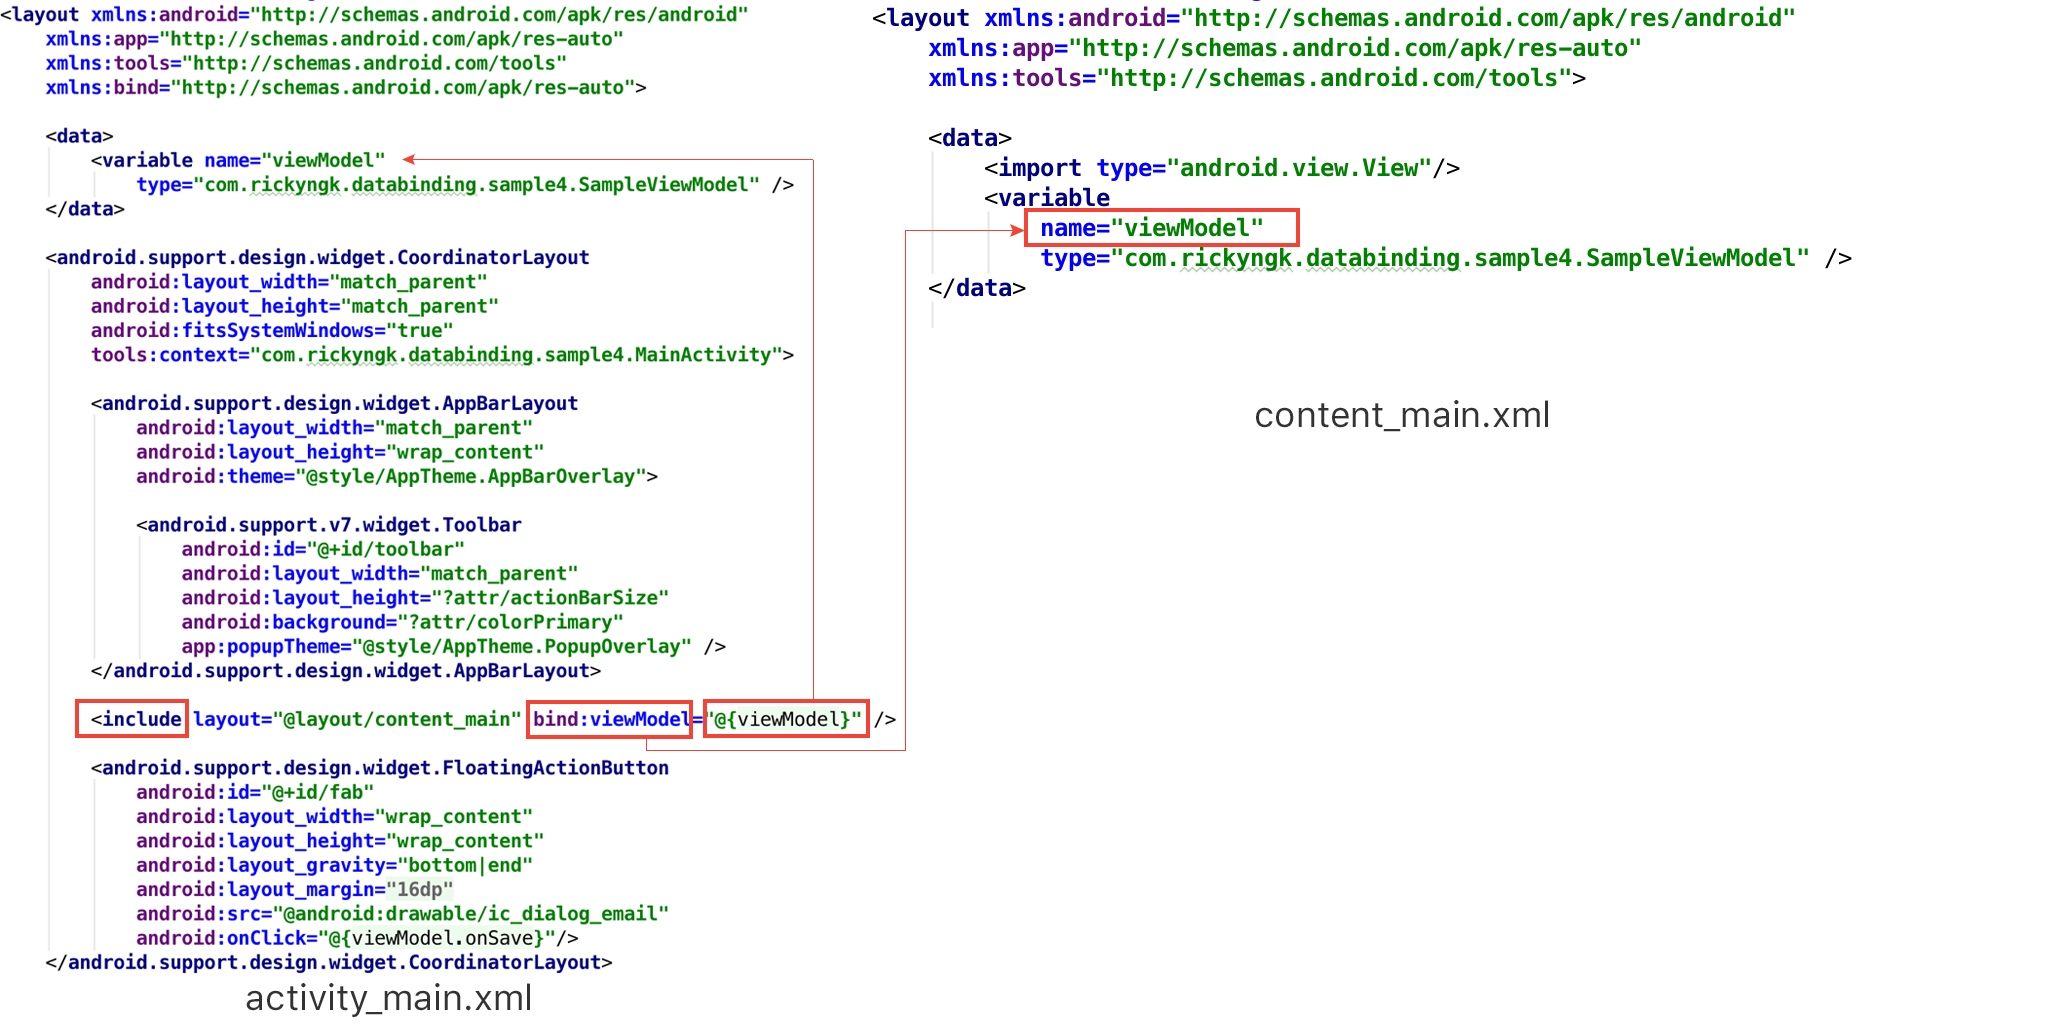 <layout xmlns:android="http://schemas.android.com/apk/res/android"
xmlns:app="http://schemas.android.com/apk/res-auto"
xmlns:tools="http://schemas.android.com/tools"
xmlns:bind="http://schemas.android.com/apk/res-auto">
<data>
<variable name="viewModel"
type="com.rickyngk.databinding.sample4.SampleViewModel" />
</data>
<android.support.design.widget.CoordinatorLayout
android:layout_width="match_parent"
android:layout_height="match_parent"
android:fitsSystemWindows="true"
tools:context="com.rickyngk.databinding.sample4.MainActivity">
<android.support.design.widget.AppBarLayout
android:layout_width="match_parent"
android:layout_height="wrap_content"
android:theme="@style/AppTheme.AppBarOverlay">
<android.support.v7.widget.Toolbar
android:id="@+id/toolbar"
android:layout_width="match_parent"
android:layout_height="?attr/actionBarSize"
android:background="?attr/colorPrimary"
app:popupTheme="@style/AppTheme.PopupOverlay" />
</android.support.design.widget.AppBarLayout>
<include layout="@layout/content_main" bind:viewModel="@{viewModel}" />
<android.support.design.widget.FloatingActionButton
android:id="@+id/fab"
android:layout_width="wrap_content"
android:layout_height="wrap_content"
android:layout_gravity="bottom|end"
android:layout_margin="16dp"
android:src="@android:drawable/ic_dialog_email"
android:onClick="@{viewModel.onSave}"/>
</android.support.design.widget.CoordinatorLayout>
activity_main.xml
<layout xmlns:android="http://schemas.android.com/apk/res/android"
xmlns:app="http://schemas.android.com/apk/res-auto"
xmlns:tools="http://schemas.android.com/tools">
<data>
<import type="android.view.View"/>
<variable
name="viewModel"
type="com.rickyngk.databinding.sample4.SampleViewModel" />
</data>
content_main.xml